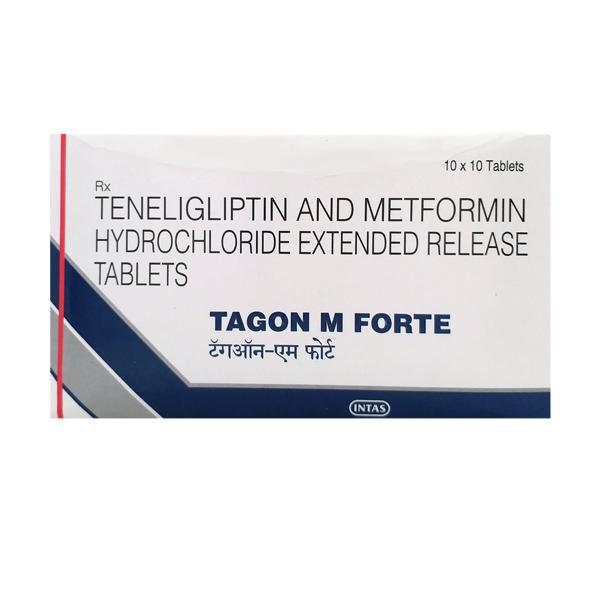 10 x 10 Tablets
Rx
TENELIGLIPTIN AND METFORMIN
HYDROCHLORIDE EXTENDED RELEASE
TABLETS
TAGON M FORTE
टॅगऑन-एम फोर्ट
INTAS